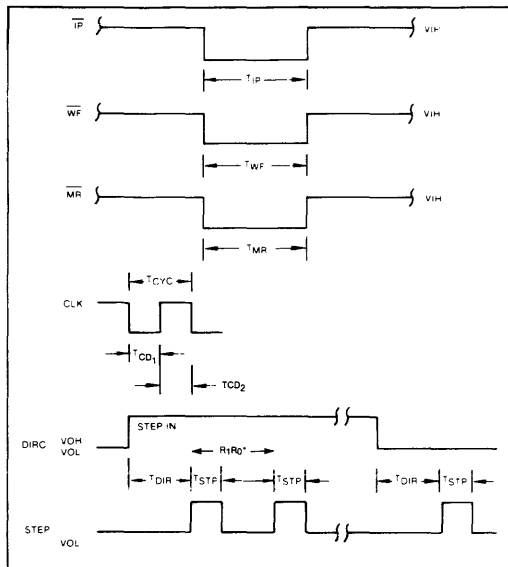 IP VIH
TIP
WF VIH
TWF
MR VIH
TMR
TCYC
CLK
TCD1
TCD2
STEP IN
DIRC VOH
VOL
R1R0*
TDIR TSTP TSTP TDIR TSTP
STEP VOL